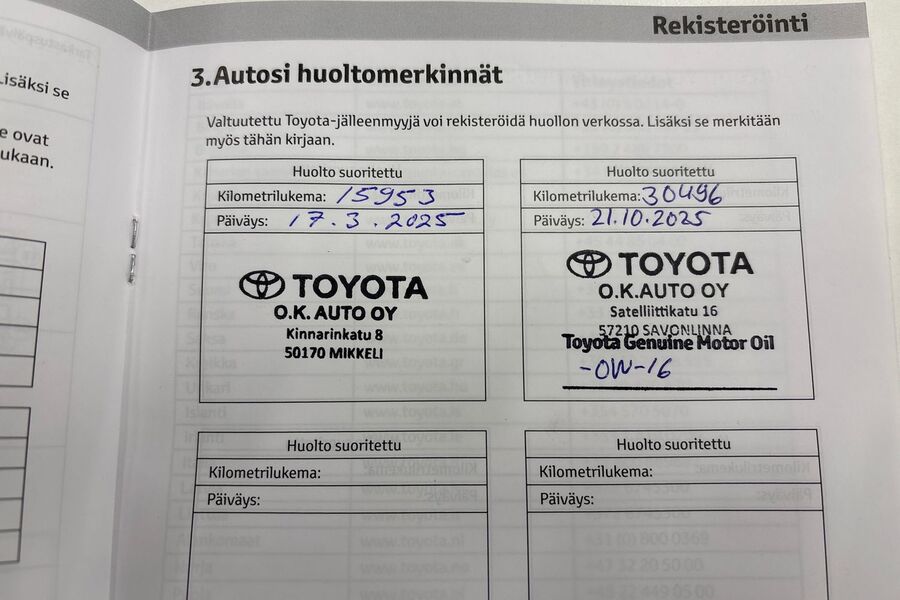 Rekisteröinti
Lisäksi se
e ovat
ukaan.
3. Autosi huoltomerkinnät
Valtuutettu Toyota-jälleenmyyjä voi rekisteröidä huollon verkossa. Lisäksi se merkitään
myös tähän kirjaan.
Huolto suoritettu
Kilometrilukema: 15953
Päiväys: 17.3.2025
TOYOTA
O.K. AUTO OY
Kinnarinkatu 8
50170 MIKKELI
Huolto suoritettu
Kilometrilukema: 30496
Päiväys: 21.10.2025
TOYOTA
O.K.AUTO OY
Satelliittikatu 16
57210 SAVONLINNA
Toyota Genuine Motor Oil
-0W-16
Huolto suoritettu
Kilometrilukema:
Päiväys:
Huolto suoritettu
Kilometrilukema:
Päiväys: